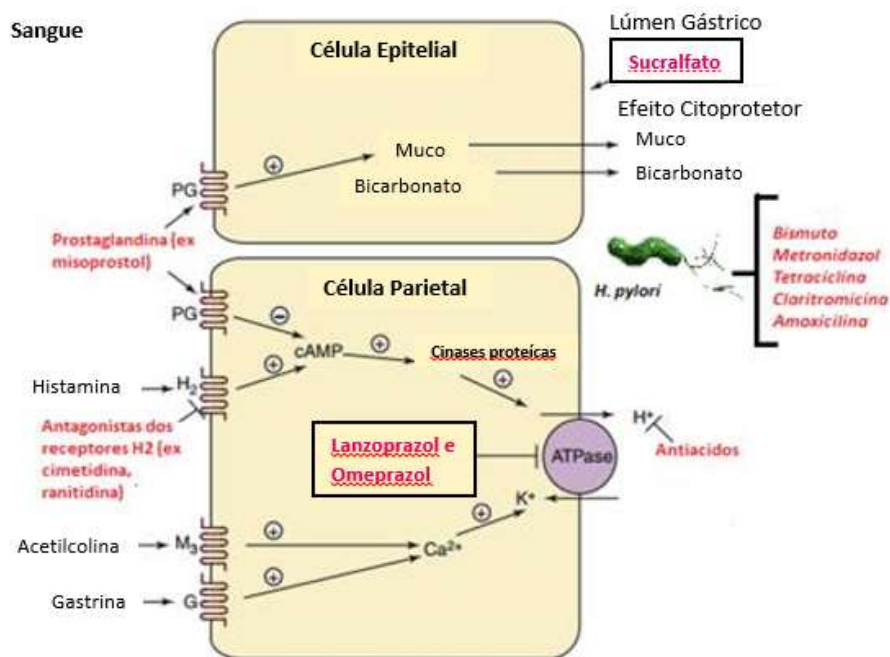 Sangue
Célula Epitelial
Lúmen Gástrico
Sucralfato
Efeito Citoprotetor
+
Muco
Muco
PG
Bicarbonato
Bicarbonato
Prostaglandina (ex
misoprostol)
H. pylori
Bismuto
Metronidazol
Tetraciclina
Claritromicina
Amoxicilina
Célula Parietal
PG
−
cAMP
+
Cinases proteícas
+
+
Histamina
H2
H+
Antagonistas dos
receptores H2 (ex
cimetidina,
ranitidina)
Lanzoprazol e
Omeprazol
ATPase
Antiacidos
K+
+
Acetilcolina
M3
+
Ca2+
+
Gastrina
G